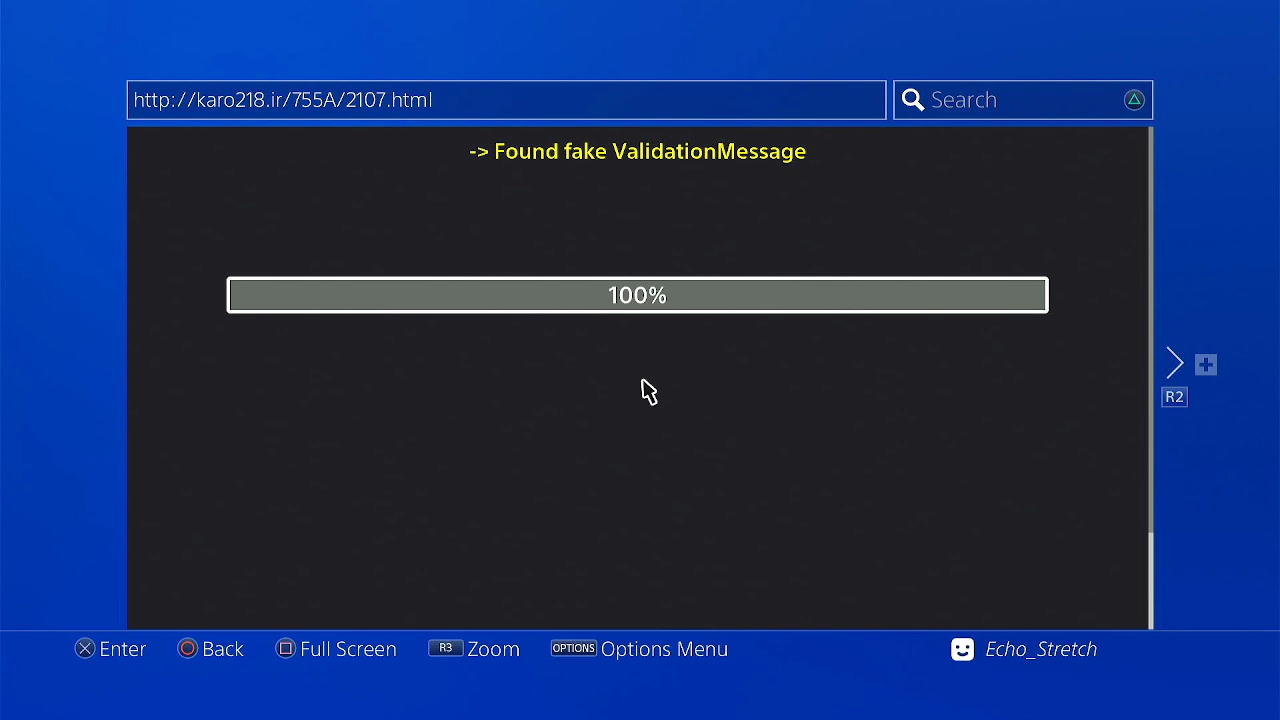 http://karo218.ir/755A/2107.html
Search
-> Found fake ValidationMessage
100%
R2
Enter
Back
Full Screen
R3 Zoom
OPTIONS Options Menu
Echo_Stretch